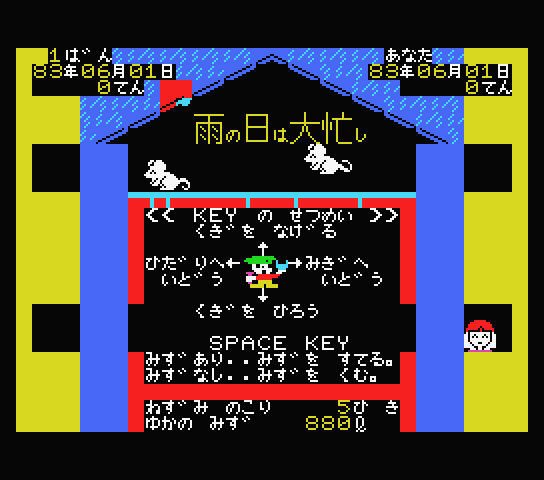 1ばん あなた
83年06月01日 83年06月01日
0てん 0てん
雨の日は大忙し
<< KEY の せつめい >>
くぎを なげる
ひだりへ みぎへ
いどう いどう
くぎを ひろう
SPACE KEY
みずあり..みずを すてる。
みずなし..みずを くむ。
ねずみ のこり 5ひき
ゆかの みず 880ℓ